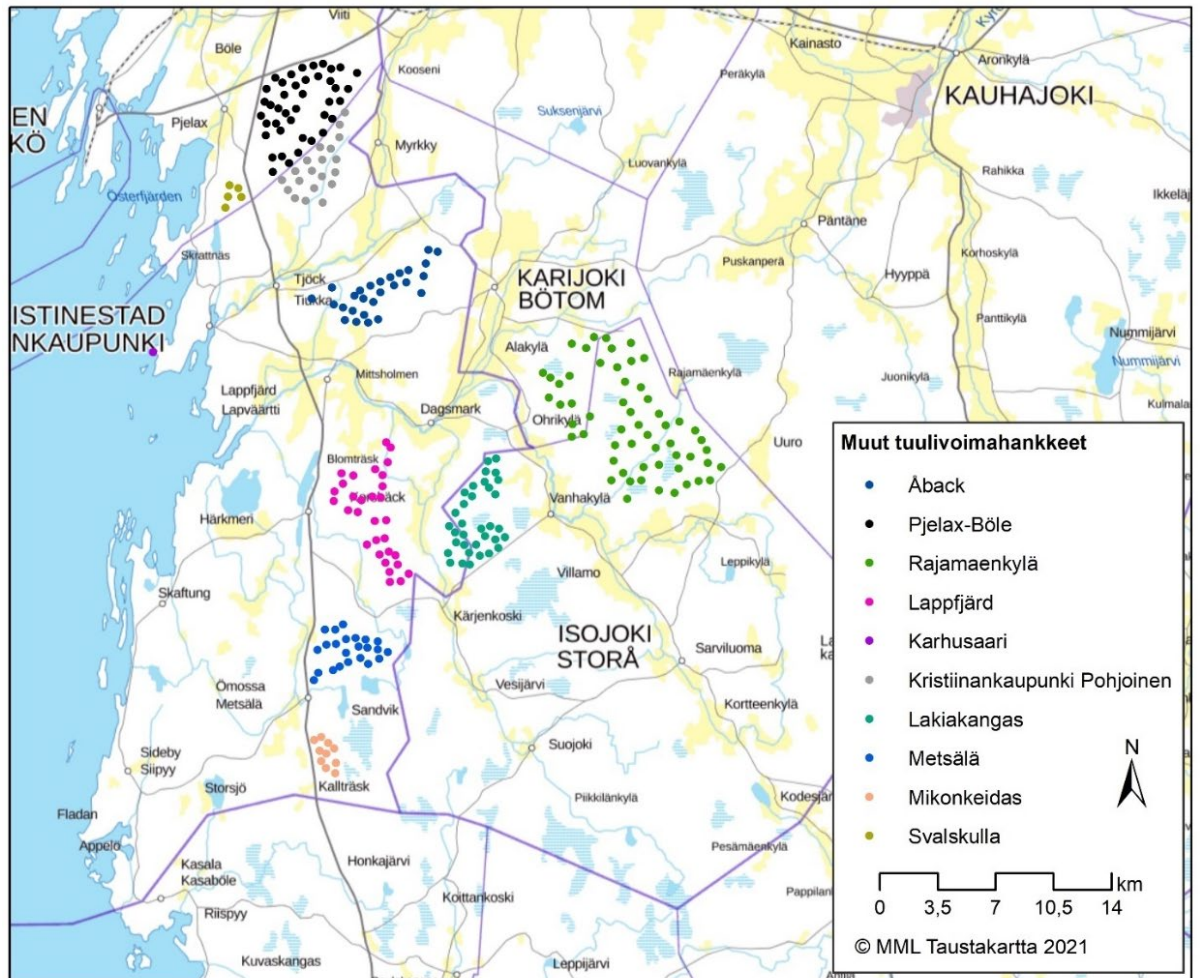 Viiti
Böle
Kooseni
Kainasto
Kyrö
Aronkylä
Peräkylä
KAUHAJOKI
EN
KÖ
Pjelax
Suksenjärvi
Myrkky
Luovankylä
Rahikka
Österfjärden
Ikkeläj
Päntäne
Skrattnäs
Puskanperä
Korhoskylä
Tjöck
Tiukka
KARIJOKI
BÖTOM
Hyyppä
ISTINESTAD
NKAUPUNKI
Panttikylä
Nummijärvi
Nummijärvi
Alakylä
Mittsholmen
Rajamäenkylä
Juonikylä
Lappfjärd
Lapväärtti
Dagsmark
Ohrikylä
Kulmala
Uuro
Blomträsk
Vanhakylä
Härkmeri
Leppikylä
Villamo
Skaftung
Kärjenkoski
ISOJOKI
STORÅ
Sarviluoma
Vesijärvi
Ömossa
Metsälä
Sandvik
Kortteenkylä
Suojoki
Sideby
Siipyy
Storsjö
Kallträsk
Piikkilänkylä
Kodesjär
Fladan
Appelö
Pesämäenkylä
Kasala
Kasaböle
Honkajärvi
Koittankoski
Pappilan
Riispyy
Kuvaskangas
Leppijärvi
Muut tuulivoimahankkeet
Åback
Pjelax-Böle
Rajamaenkylä
Lappfjärd
Karhusaari
Kristiinankaupunki Pohjoinen
Lakiakangas
Metsälä
Mikonkeidas
Svalskulla
N
km
0 3,5 7 10,5 14
© MML Taustakartta 2021